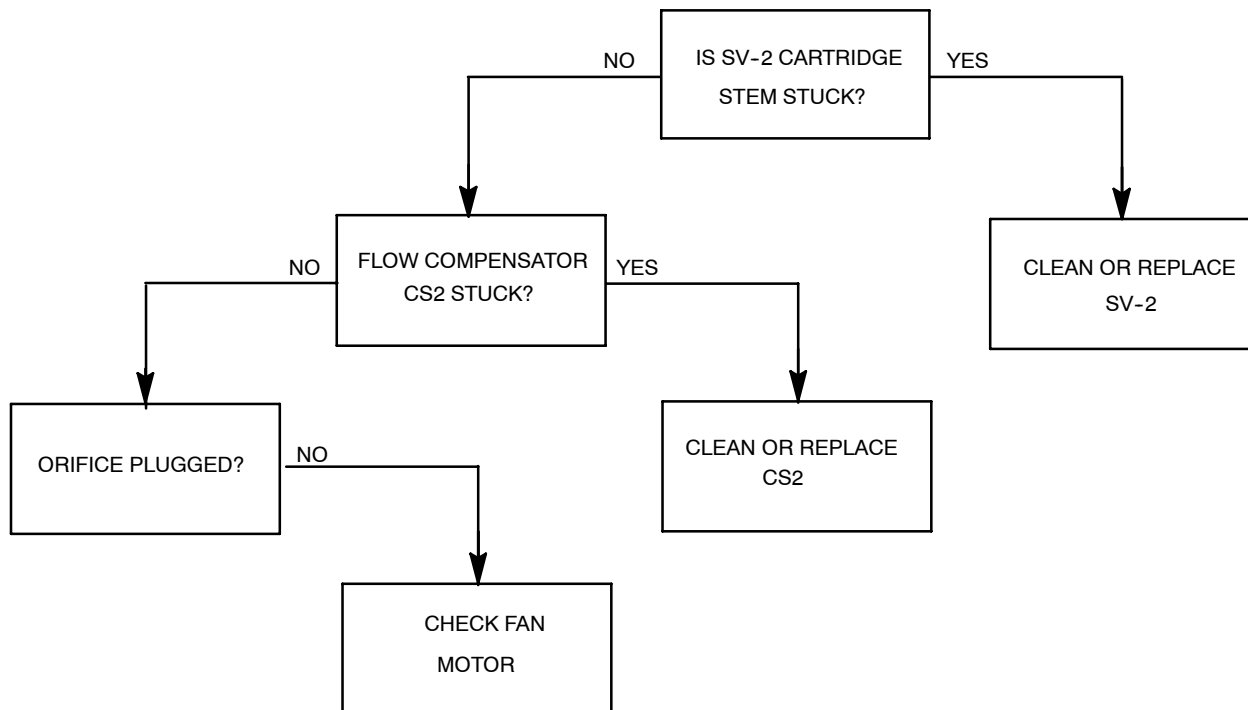 IS SV-2 CARTRIDGE
STEM STUCK?
NO
YES
FLOW COMPENSATOR
CS2 STUCK?
NO
YES
CLEAN OR REPLACE
SV-2
ORIFICE PLUGGED?
NO
CLEAN OR REPLACE
CS2
CHECK FAN
MOTOR